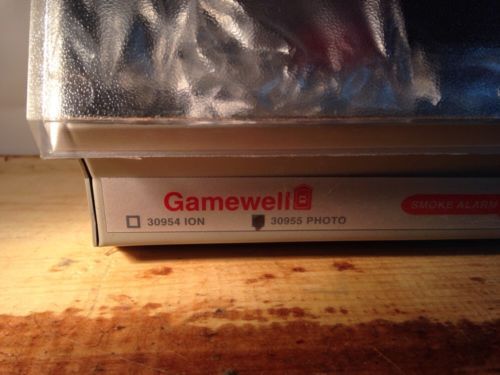 Gamewell
30954 ION
30955 PHOTO
SMOKE ALARM